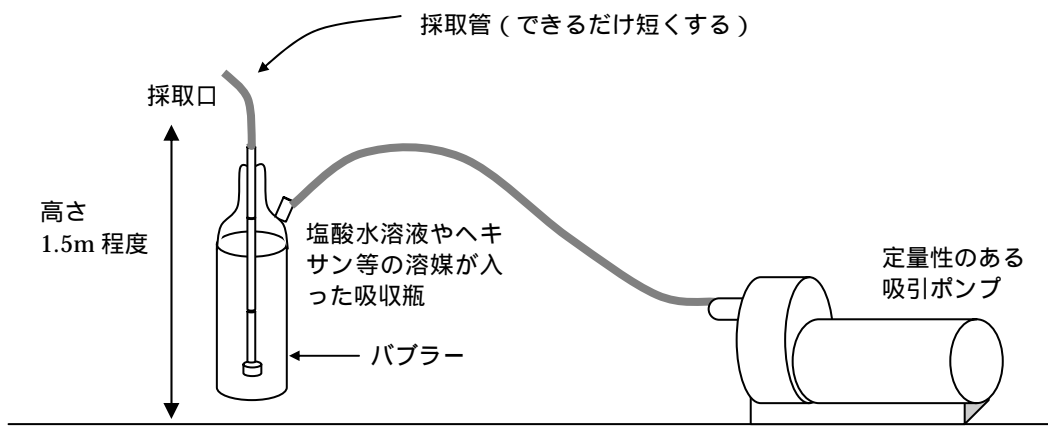 採取管（できるだけ短くする）
採取口
高さ
1.5m 程度
塩酸水溶液やヘキ
サン等の溶媒が入
った吸収瓶
バブラー
定量性のある
吸引ポンプ